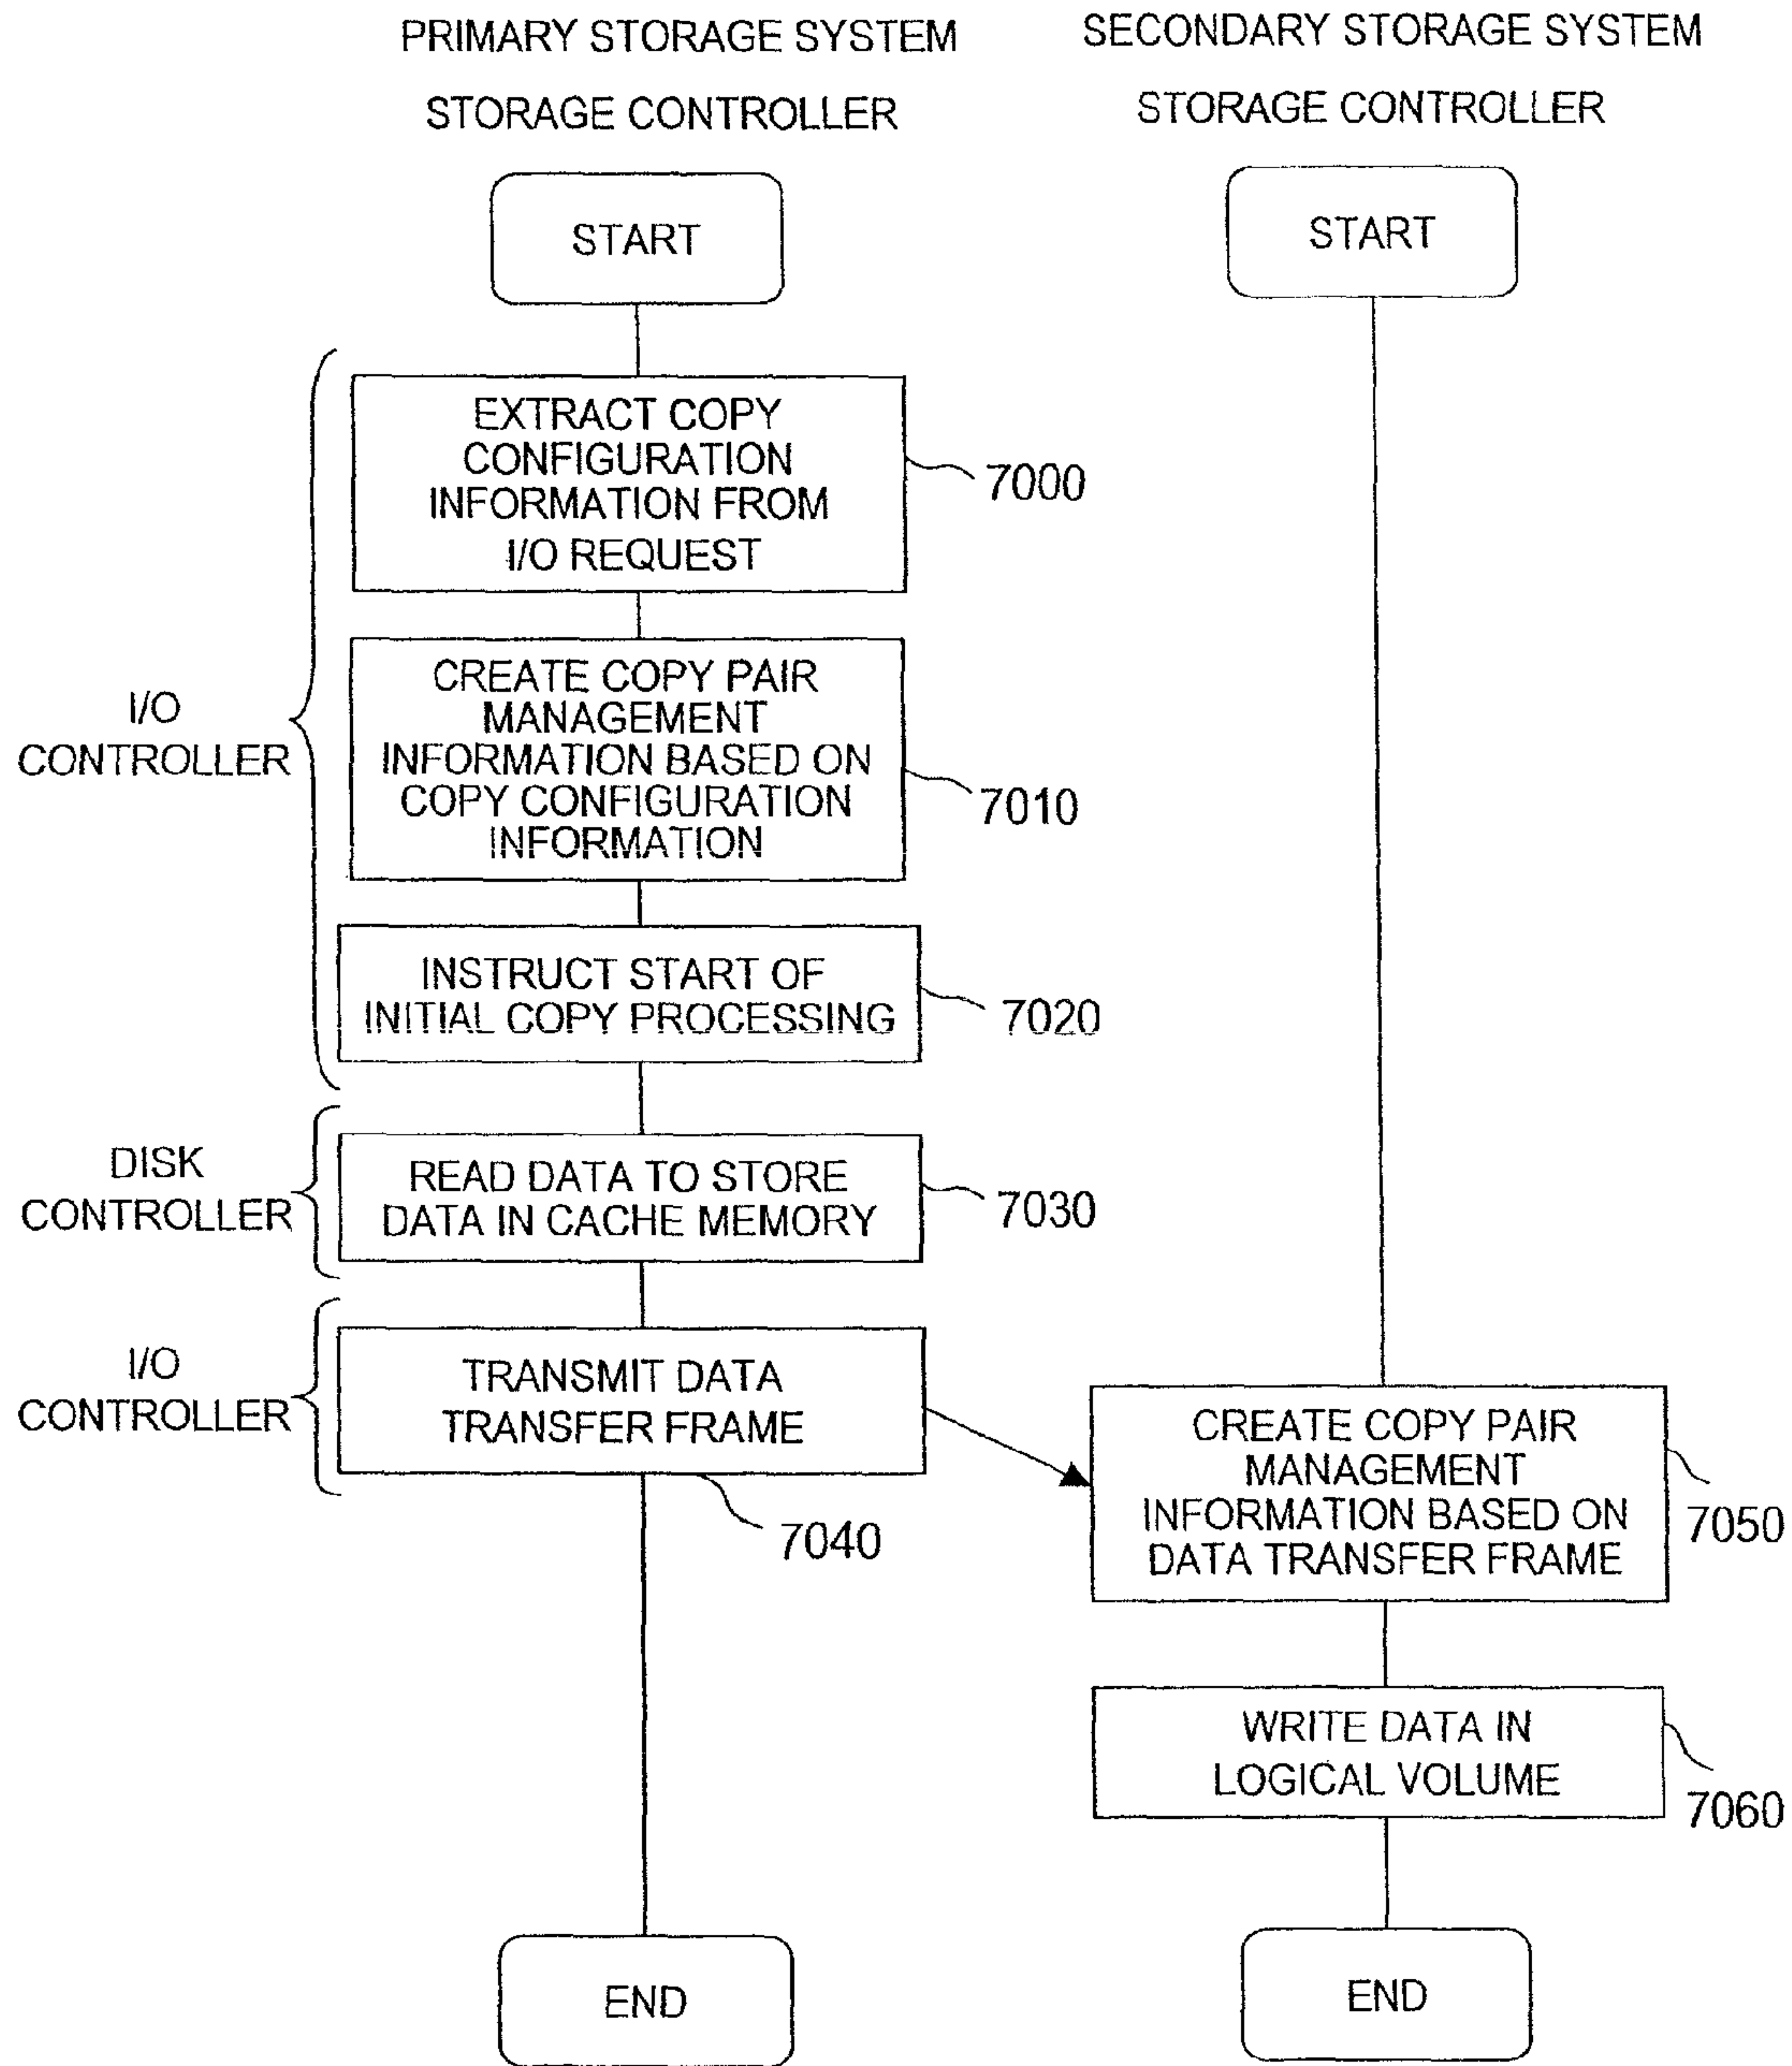 PRIMARY STORAGE SYSTEM
STORAGE CONTROLLER
SECONDARY STORAGE SYSTEM
STORAGE CONTROLLER
START
START
I/O
CONTROLLER
EXTRACT COPY
CONFIGURATION
INFORMATION FROM
I/O REQUEST
7000
CREATE COPY PAIR
MANAGEMENT
INFORMATION BASED ON
COPY CONFIGURATION
INFORMATION
7010
INSTRUCT START OF
INITIAL COPY PROCESSING
7020
DISK
CONTROLLER
READ DATA TO STORE
DATA IN CACHE MEMORY
7030
I/O
CONTROLLER
TRANSMIT DATA
TRANSFER FRAME
7040
CREATE COPY PAIR
MANAGEMENT
INFORMATION BASED ON
DATA TRANSFER FRAME
7050
WRITE DATA IN
LOGICAL VOLUME
7060
END
END